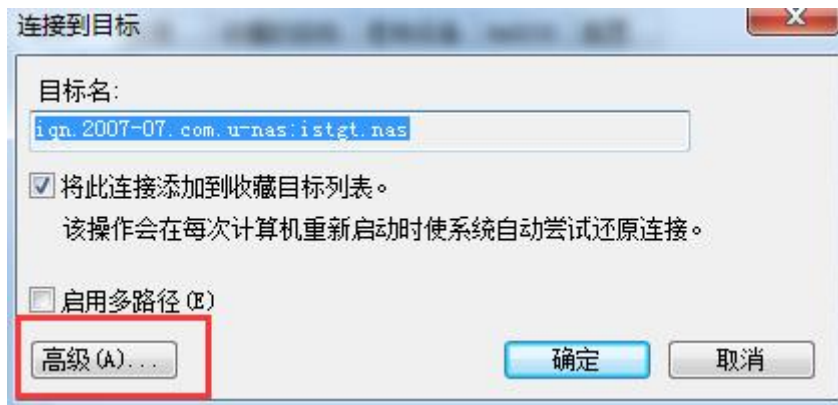 连接到目标
目标名:
iqn.2007-07.com.u-nas:istgt.nas
将此连接添加到收藏目标列表。
该操作会在每次计算机重新启动时使系统自动尝试还原连接。
启用多路径(E)
高级(A)...
确定
取消